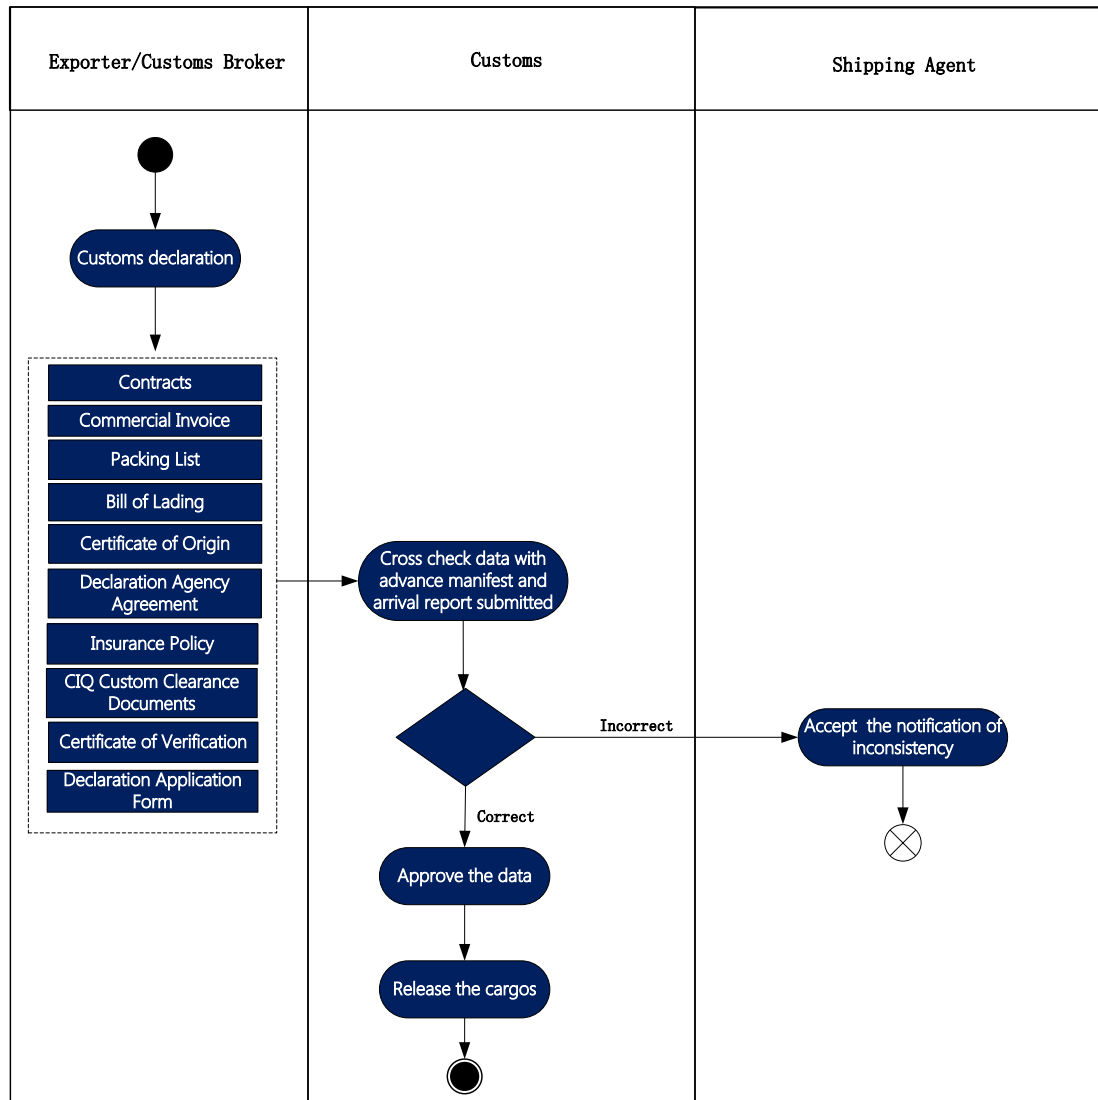 Exporter/Customs Broker
Customs
Shipping Agent
Customs declaration
Contracts
Commercial Invoice
Packing List
Bill of Lading
Certificate of Origin
Declaration Agency
Agreement
Insurance Policy
CIQ Custom Clearance
Documents
Certificate of Verification
Declaration Application
Form
Cross check data with
advance manifest and
arrival report submitted
Incorrect
Accept the notification of
inconsistency
Correct
Approve the data
Release the cargos